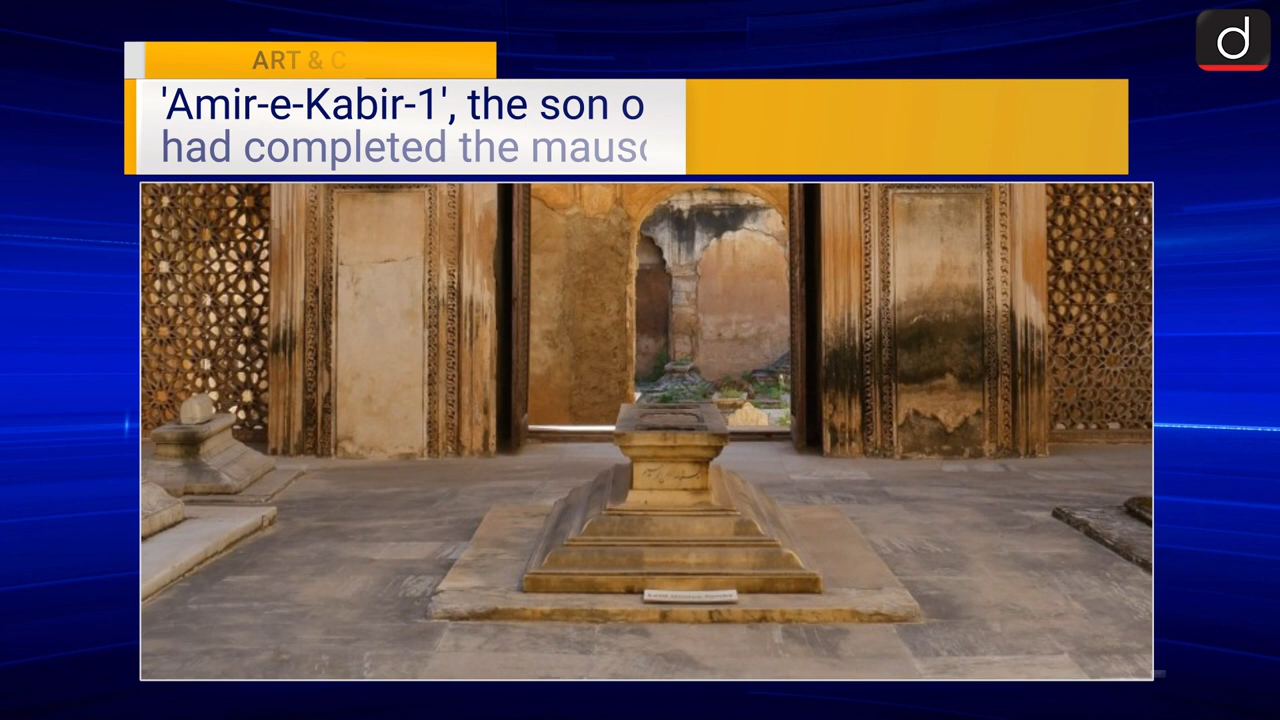 ART & C
'Amir-e-Kabir-1', the son o
had completed the maus
d